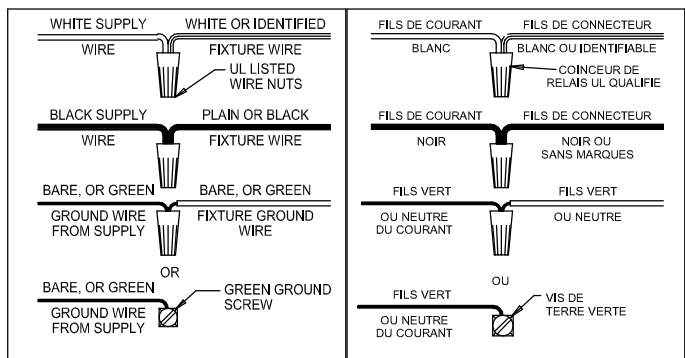 WHITE SUPPLY
WIRE
WHITE OR IDENTIFIED
FIXTURE WIRE
UL LISTED
WIRE NUTS
BLACK SUPPLY
WIRE
PLAIN OR BLACK
FIXTURE WIRE
BARE, OR GREEN
GROUND WIRE
FROM SUPPLY
BARE, OR GREEN
FIXTURE GROUND
WIRE
OR
BARE, OR GREEN
GROUND WIRE
FROM SUPPLY
GREEN GROUND
SCREW
FILS DE COURANT
BLANC
FILS DE CONNECTEUR
BLANC OU IDENTIFIABLE
COINCEUR DE
RELAIS UL QUALIFIE
FILS DE COURANT
NOIR
FILS DE CONNECTEUR
NOIR OU
SANS MARQUES
FILS VERT
OU NEUTRE
DU COURANT
FILS VERT
OU NEUTRE
OU
FILS VERT
OU NEUTRE
DU COURANT
VIS DE
TERRE VERTE